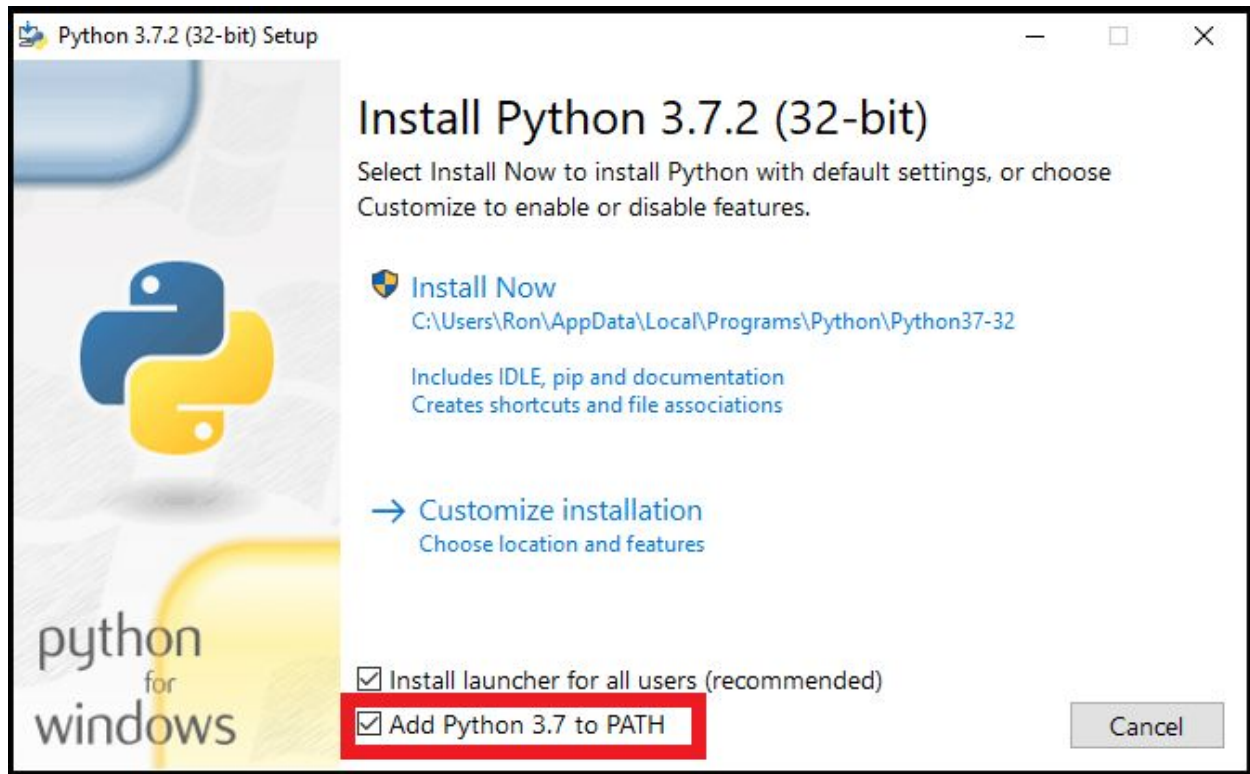 Python 3.7.2 (32-bit) Setup
Install Python 3.7.2 (32-bit)
Select Install Now to install Python with default settings, or choose
Customize to enable or disable features.
Install Now
C:\Users\Ron\AppData\Local\Programs\Python\Python37-32
Includes IDLE, pip and documentation
Creates shortcuts and file associations
Customize installation
Choose location and features
python
for
windows
Install launcher for all users (recommended)
Add Python 3.7 to PATH
Cancel